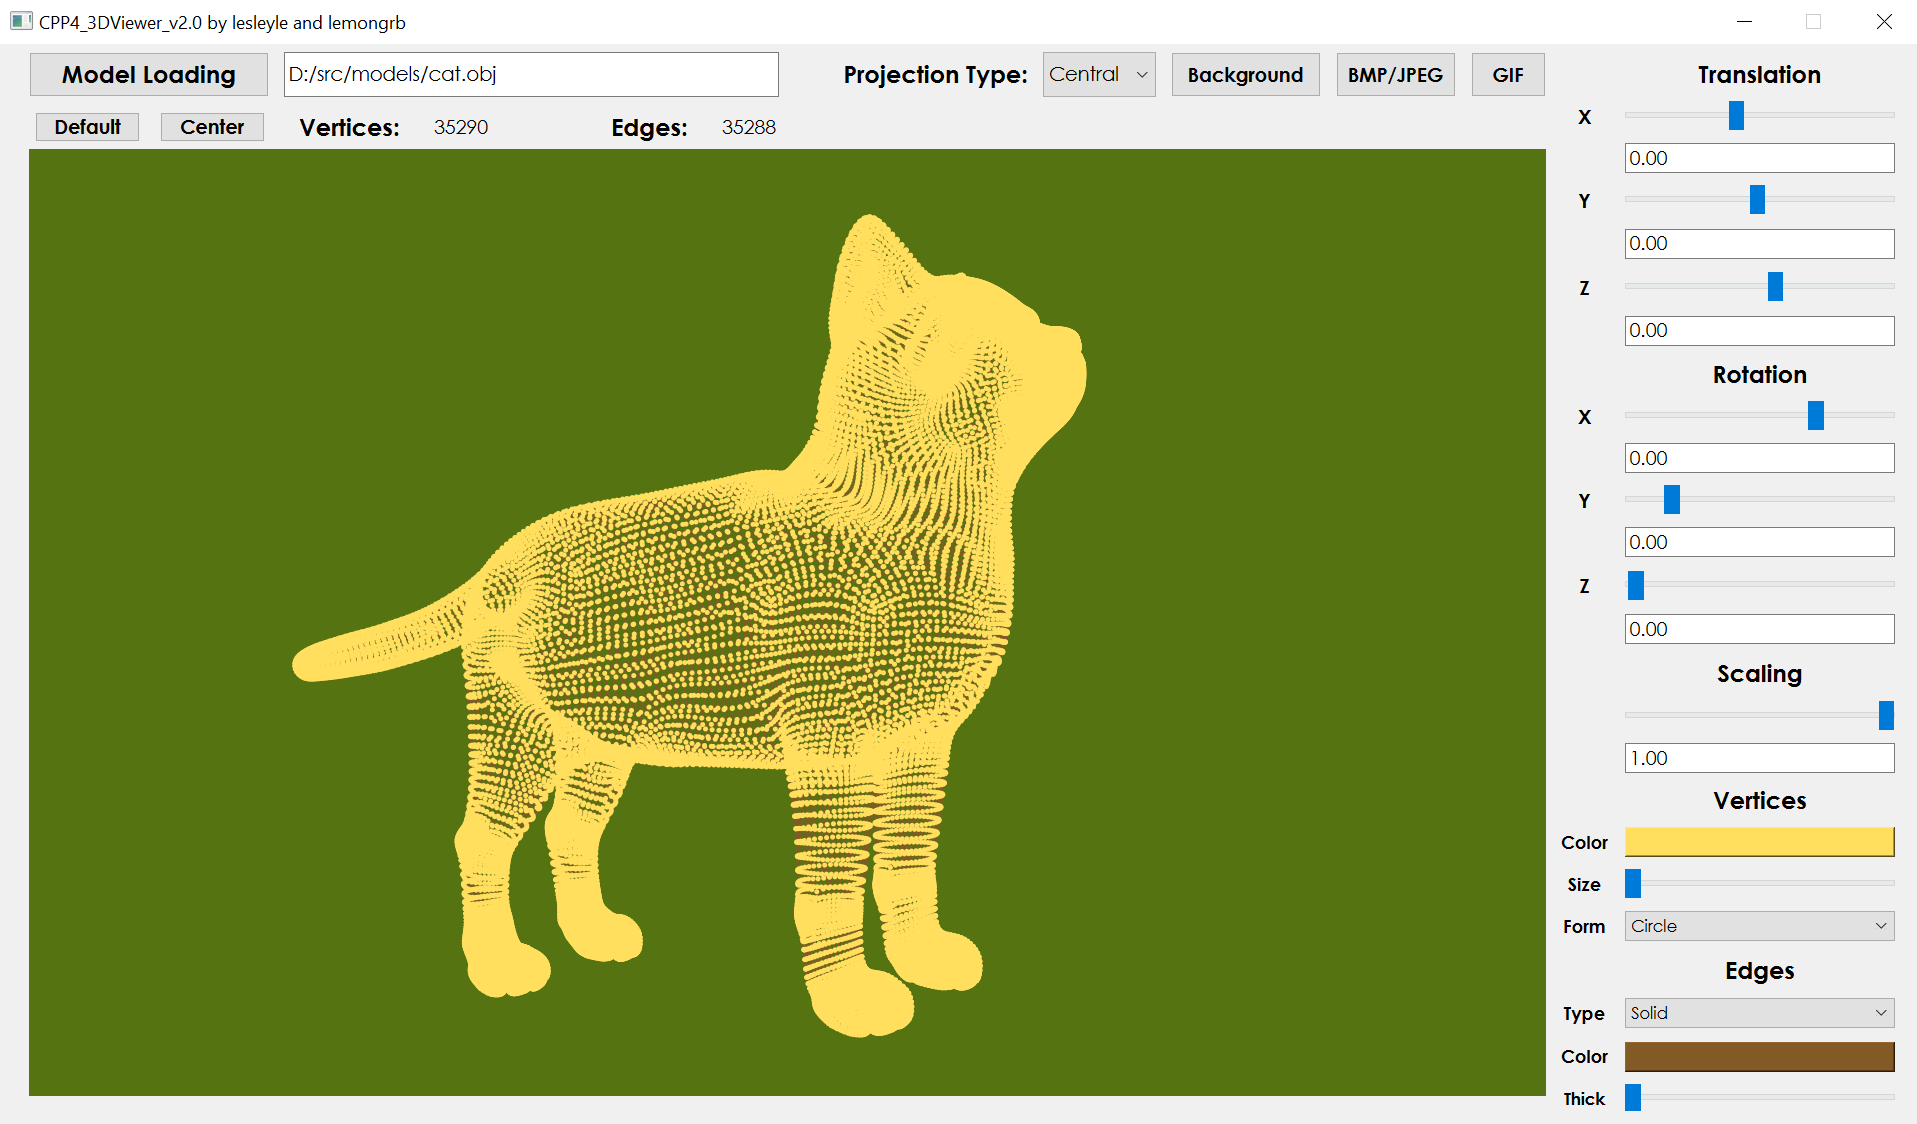 CPP4_3DViewer_v2.0 by lesleyle and lemongrb
Model Loading D:/src/models/cat.obj Projection Type: Central Background BMP/JPEG GIF
Default Center Vertices: 35290 Edges: 35288
Translation
X
0.00
Y
0.00
Z
0.00
Rotation
X
0.00
Y
0.00
Z
0.00
Scaling
1.00
Vertices
Color
Size
Form Circle
Edges
Type Solid
Color
Thick